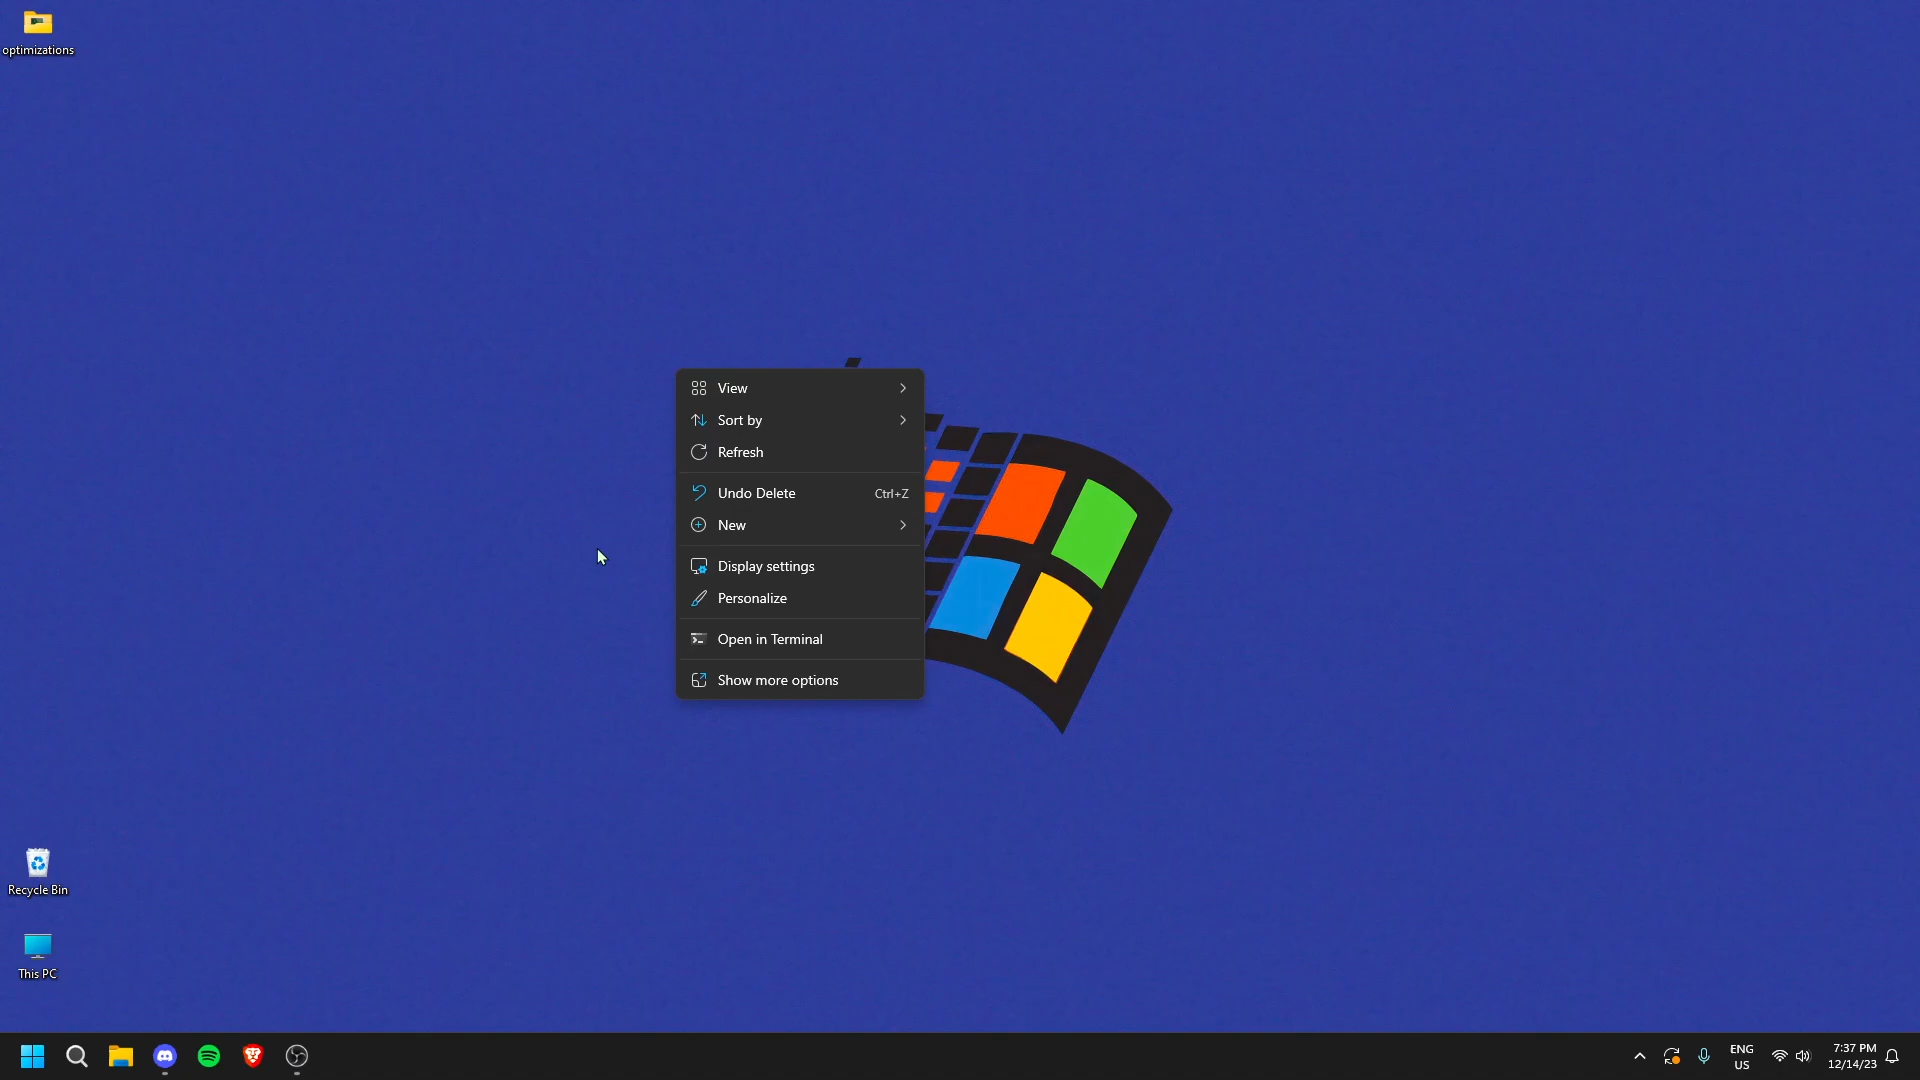 optimizations
View
Sort by
Refresh
Undo Delete Ctrl+Z
New
Display settings
Personalize
Open in Terminal
Show more options
Recycle Bin
This PC
ENG
US
7:37 PM
12/14/23